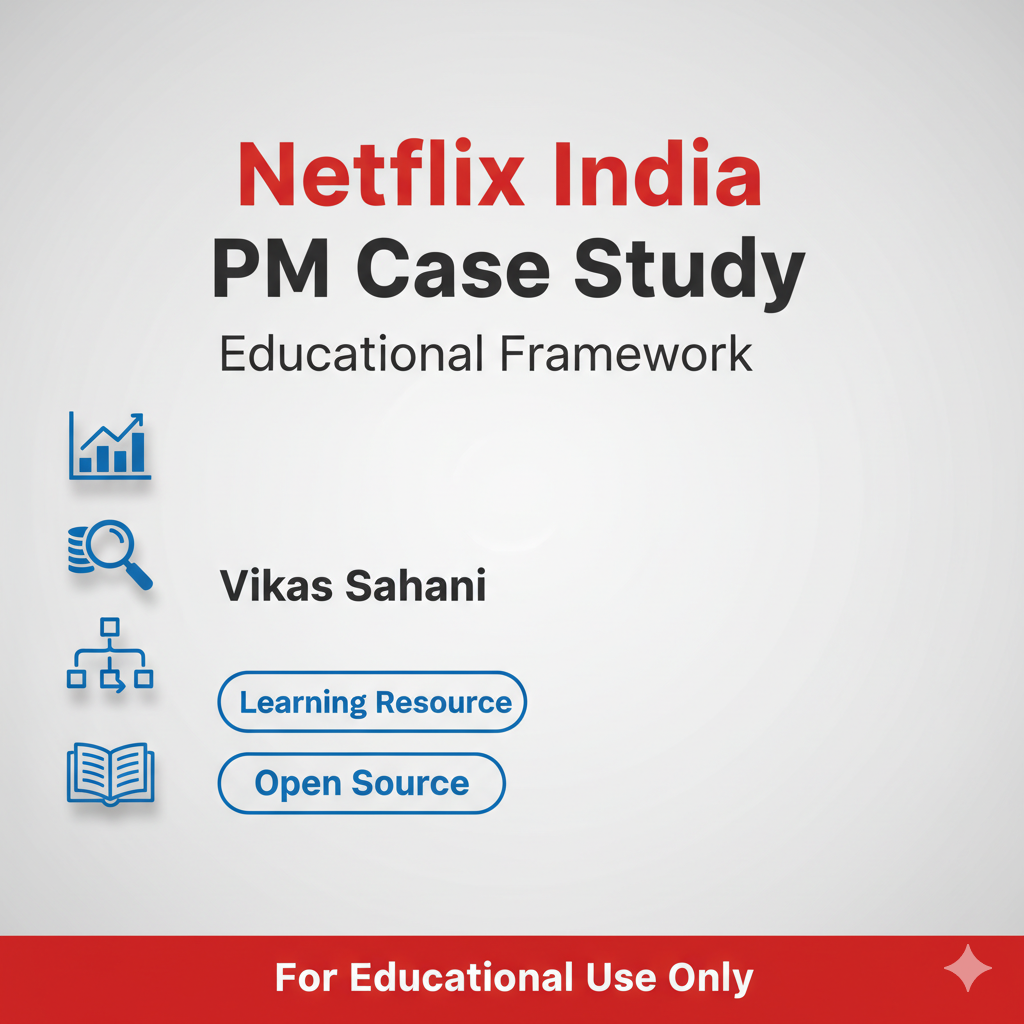 Netflix India
PM Case Study
Educational Framework
Vikas Sahani
Learning Resource
Open Source
For Educational Use Only